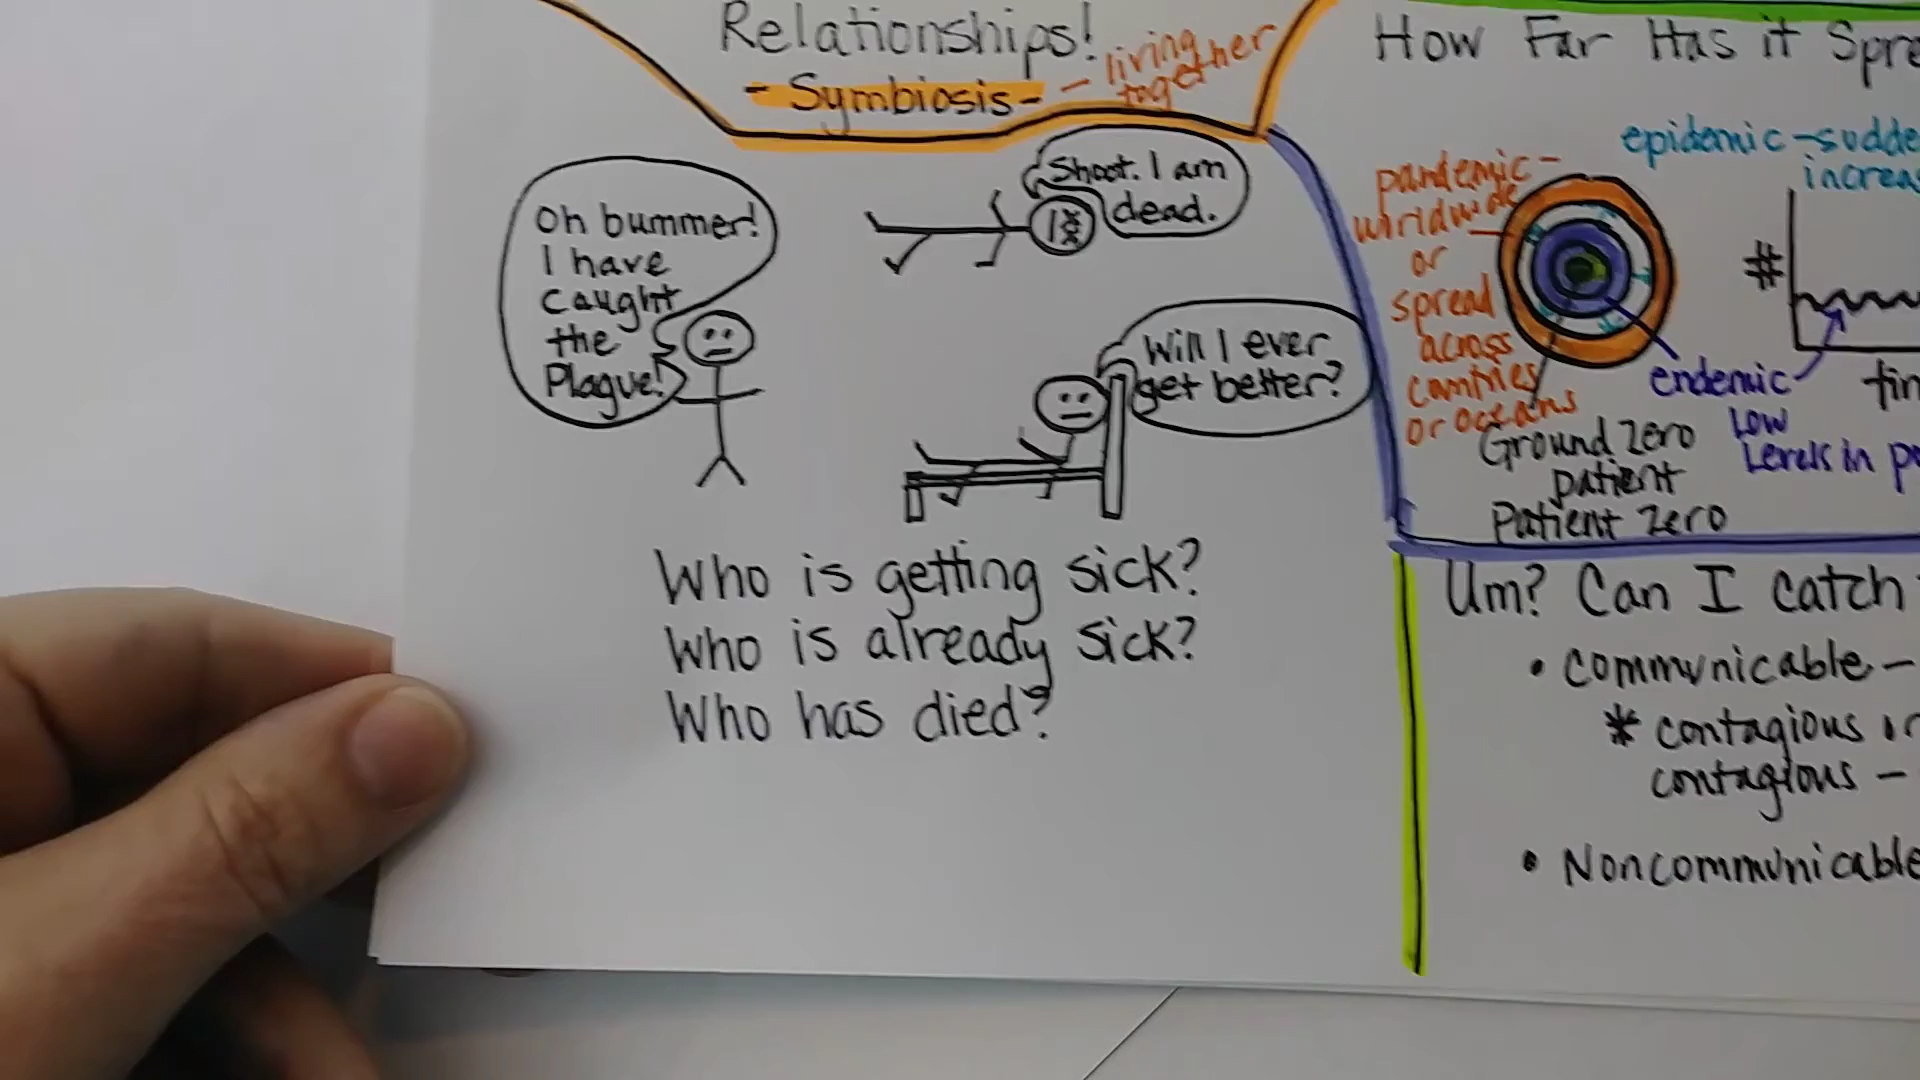 Relationships!
- Symbiosis - - living together
Oh bummer!
I have
caught
the
Plague!
Shoot. I am
dead.
Will I ever
get better?
Who is getting sick?
Who is already sick?
Who has died?
How Far Has it Spre
epidemic - sudde
increa
pandemic -
worldwide
or
spread
across
countries
or oceans
#
endemic
Low
Levels in po
Ground Zero
patient
Patient Zero
Um? Can I catch
• Communicable -
* contagious or
contagious -
• Noncommunicable